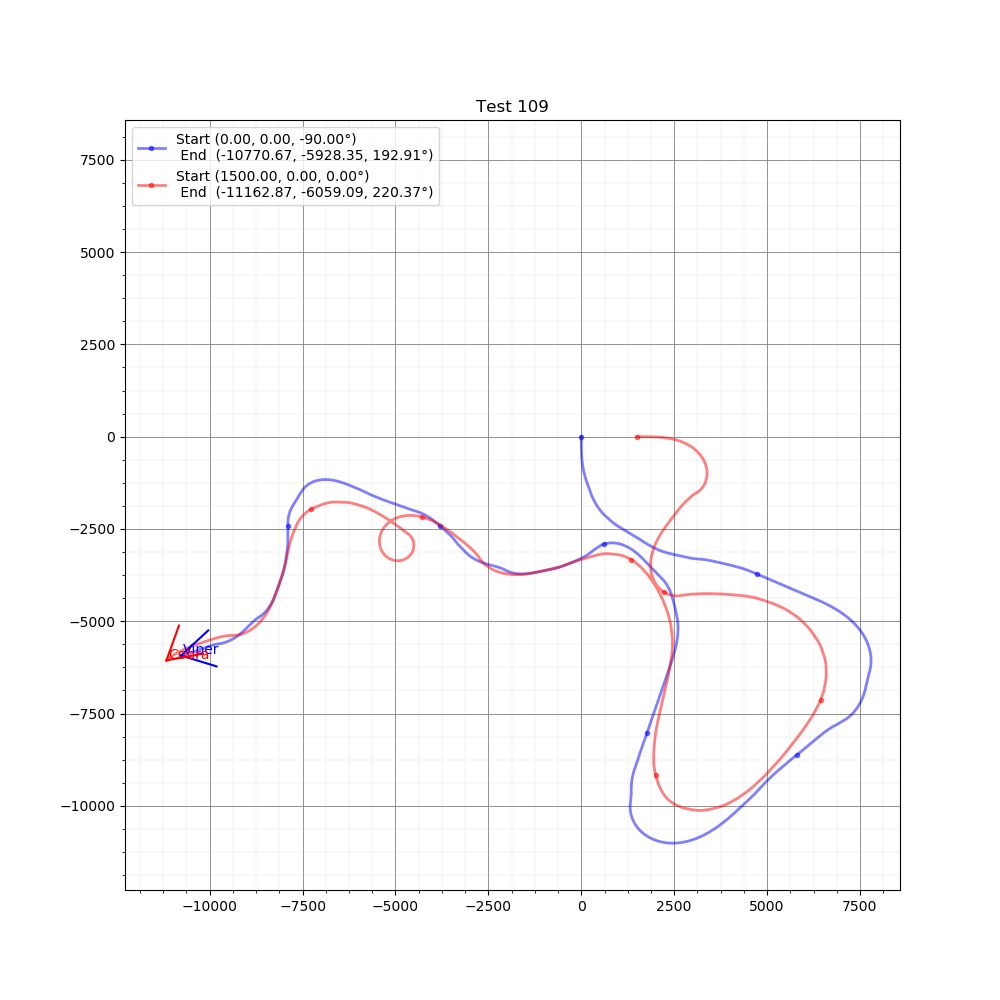 Test 109
Start (0.00, 0.00, -90.00°)
End (-10770.67, -5928.35, 192.91°)
Start (1500.00, 0.00, 0.00°)
End (-11162.87, -6059.09, 220.37°)
7500
5000
2500
0
−2500
−5000
−7500
−10000
Viper
−10000 −7500 −5000 −2500 0 2500 5000 7500